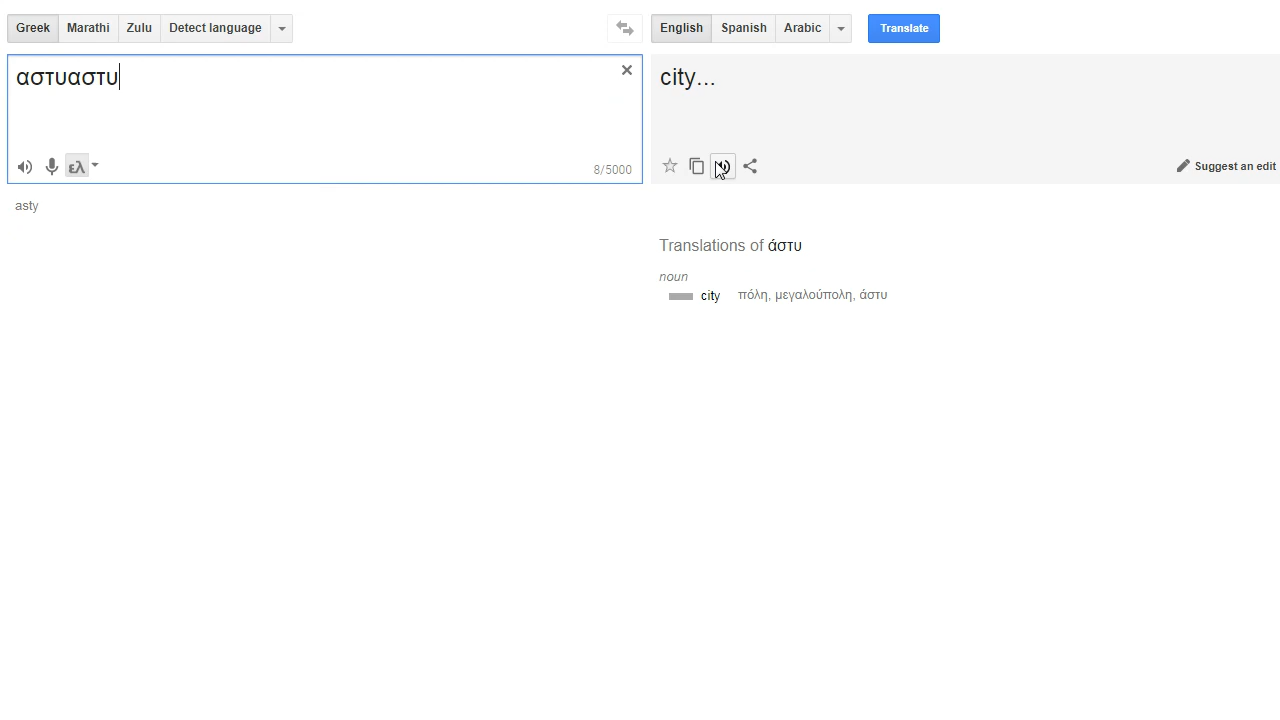 Greek Marathi Zulu Detect language English Spanish Arabic Translate
αστυαστυ city...
ελ 8/5000 Suggest an edit
asty
Translations of άστυ
noun
city πόλη, μεγαλούπολη, άστυ